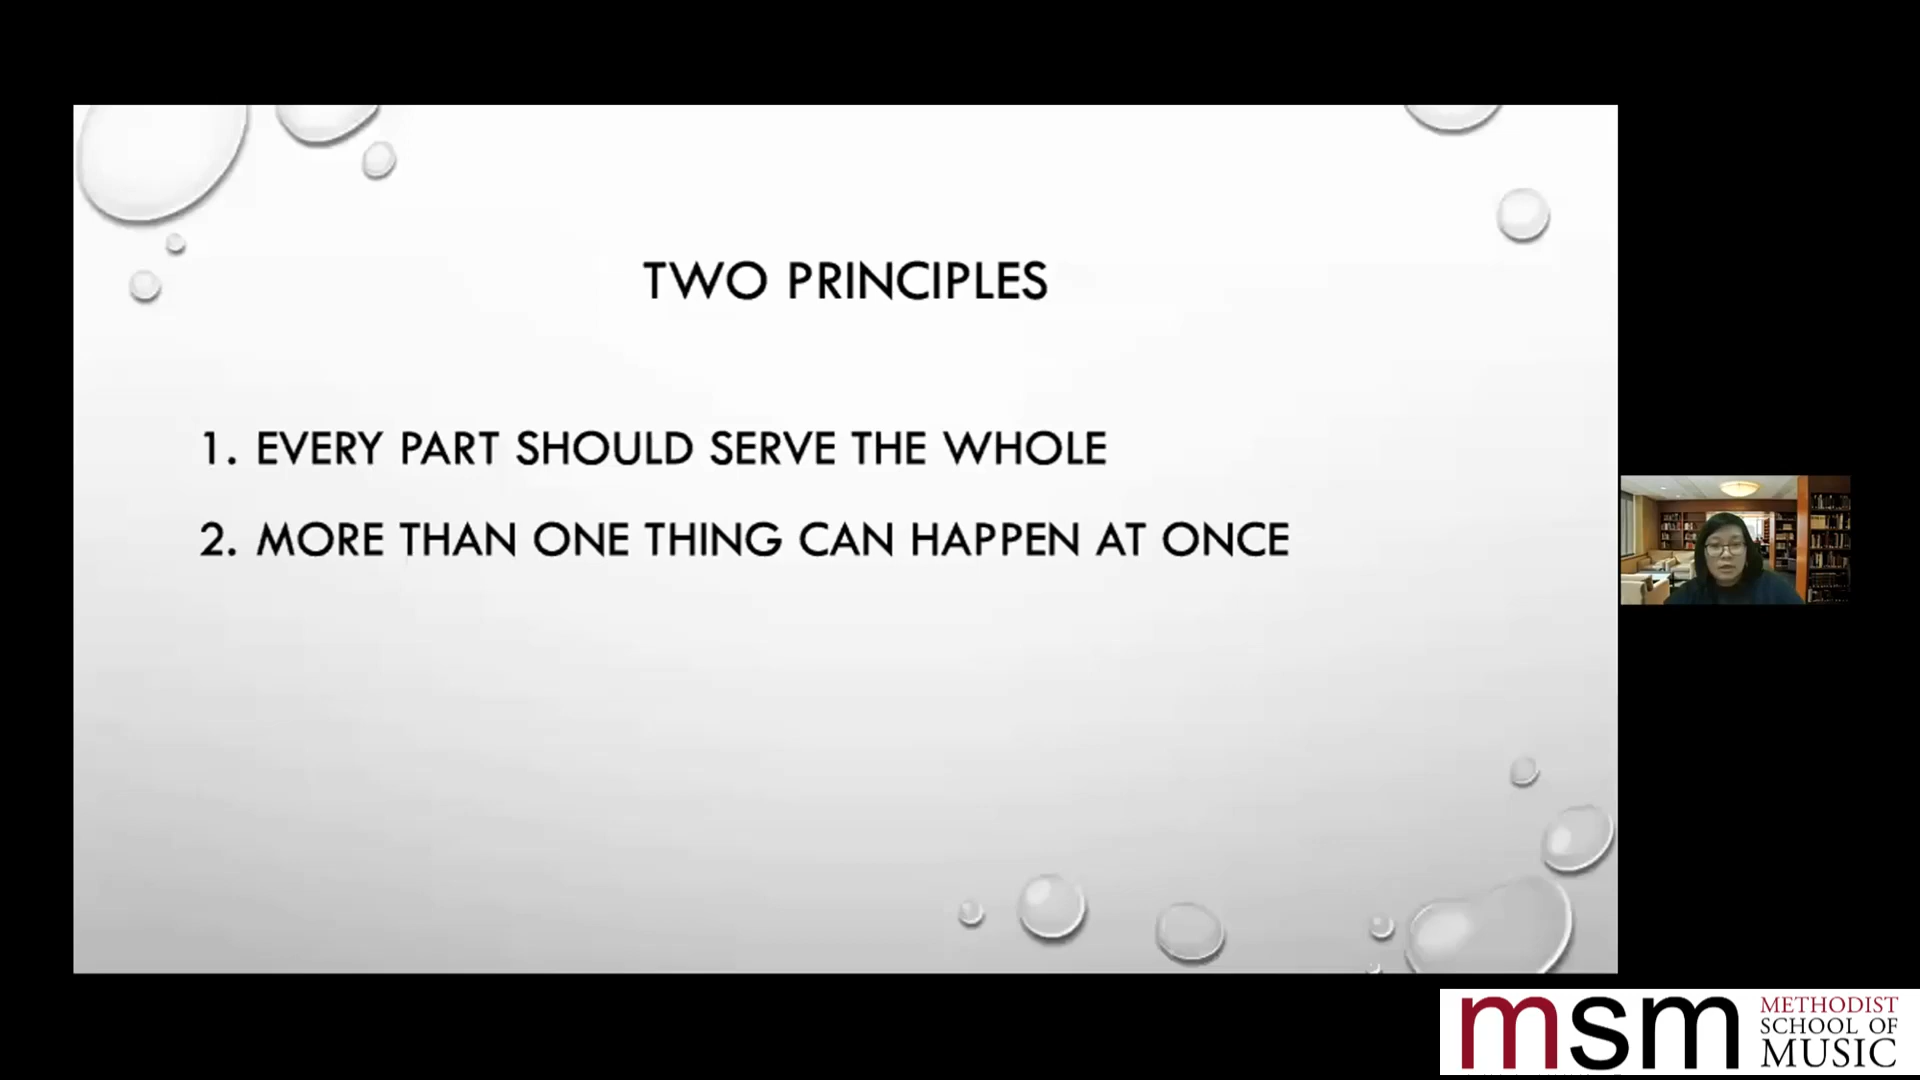 TWO PRINCIPLES
1. EVERY PART SHOULD SERVE THE WHOLE
2. MORE THAN ONE THING CAN HAPPEN AT ONCE
msm
METHODIST
SCHOOL OF
MUSIC